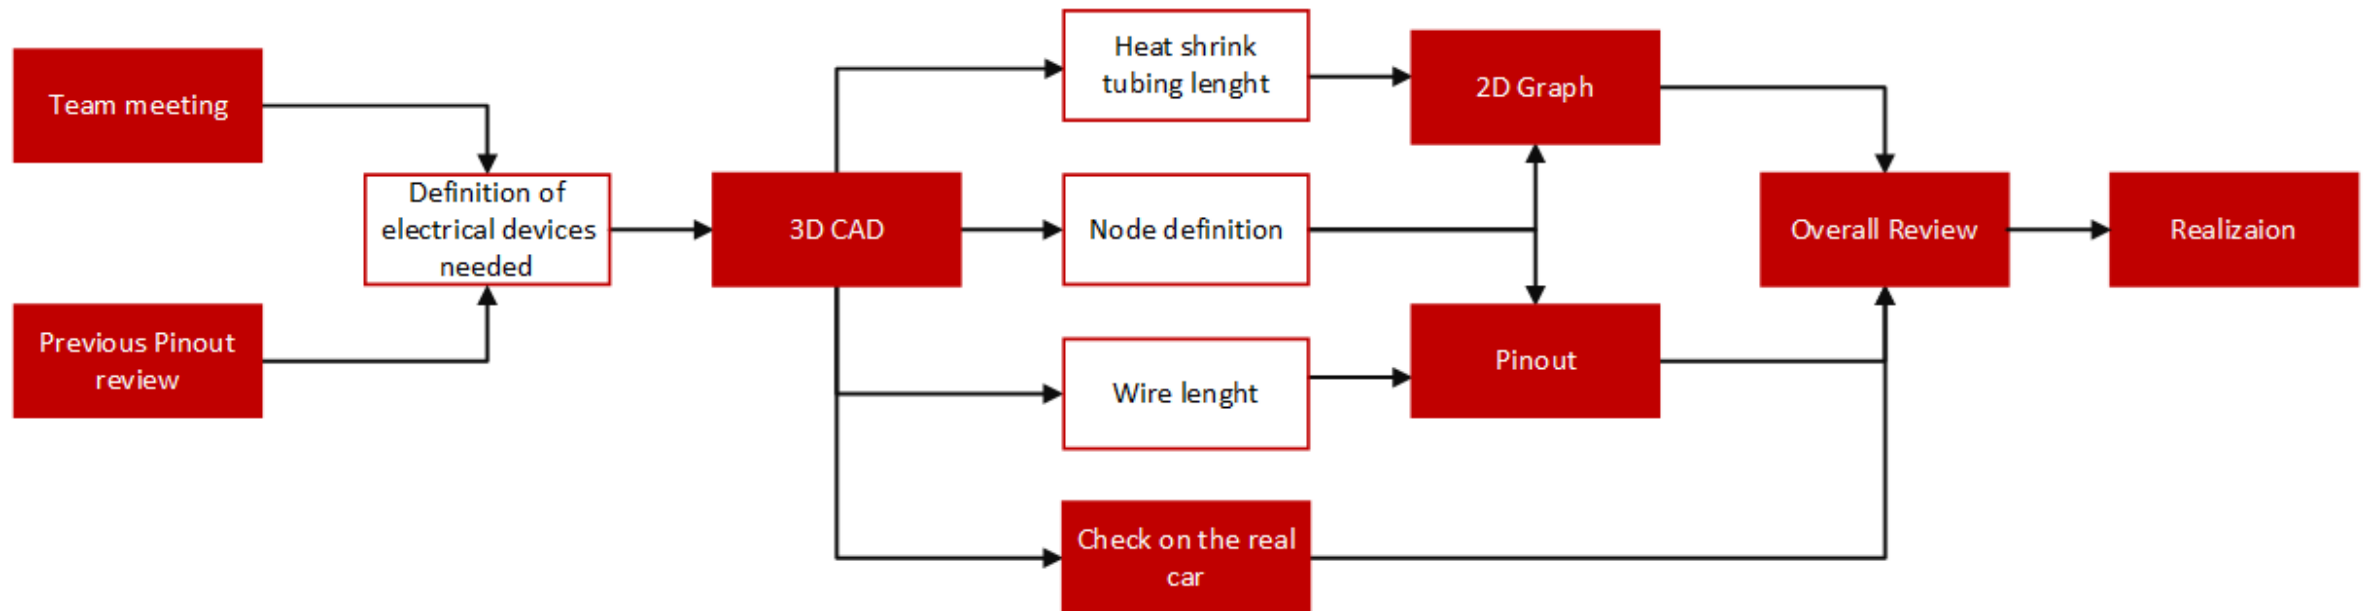 Team meeting
Previous Pinout
review
Definition of
electrical devices
needed
3D CAD
Heat shrink
tubing lenght
Node definition
Wire lenght
Check on the real
car
2D Graph
Pinout
Overall Review
Realizaion